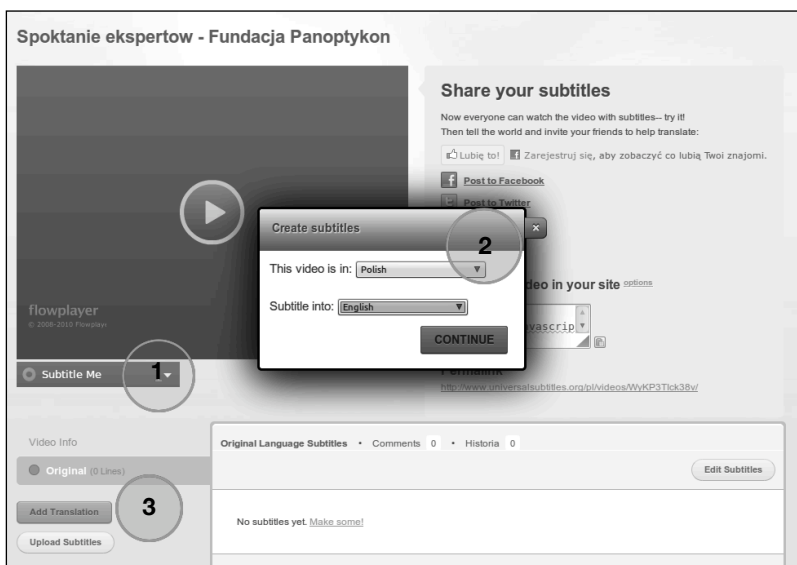 Spoktanie ekspertow - Fundacja Panoptykon
Share your subtitles
Now everyone can watch the video with subtitles-- try it!
Then tell the world and invite your friends to help translate:
Lubię to! Zarejestruj się, aby zobaczyć co lubią Twoi znajomi.
Post to Facebook
Post to Twitter
Create subtitles
2
This video is in: Polish
Subtitle into: English
CONTINUE
deo in your site options
vascrip
flowplayer
© 2008-2010 Flowplay
Subtitle Me
1
Permalink
http://www.universalsubtitles.org/pl/videos/WyKP3Tlck38v/
Video Info
Original (0 Lines)
Add Translation
3
Upload Subtitles
Original Language Subtitles • Comments 0 • Historia 0
Edit Subtitles
No subtitles yet. Make some!